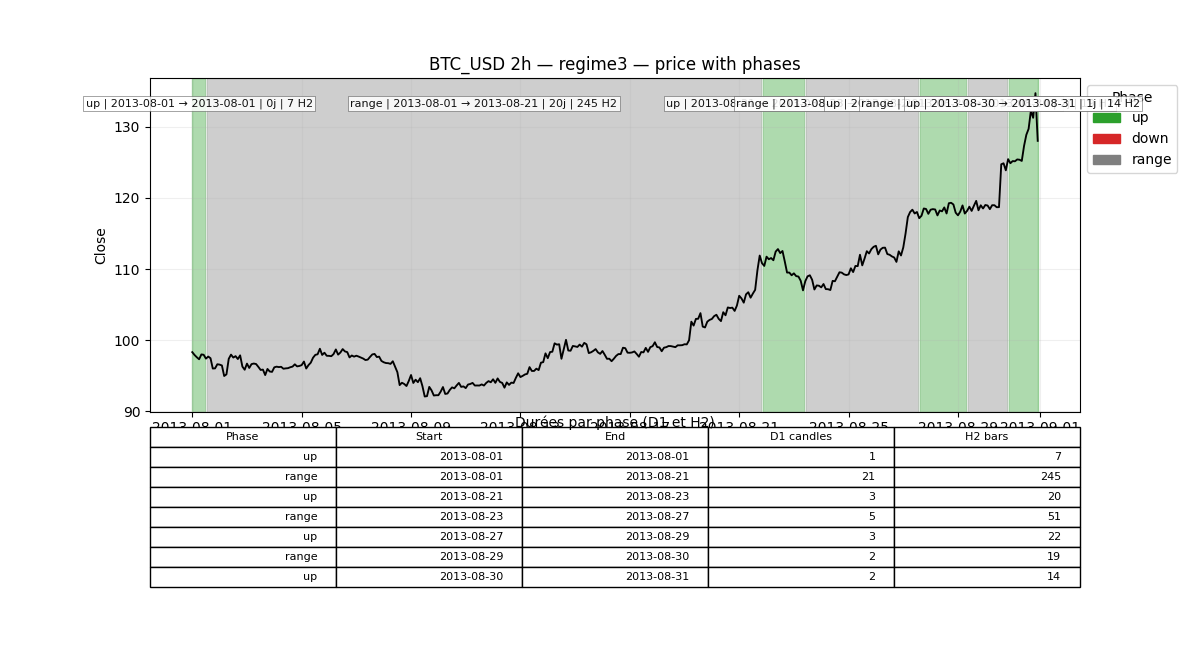 BTC_USD 2h — regime3 — price with phases
up | 2013-08-01 → 2013-08-01 | 0j | 7 H2
range | 2013-08-01 → 2013-08-21 | 20j | 245 H2
up | 2013-08
range | 2013-08
up | 2
range |
up | 2013-08-30 → 2013-08-31 | 1j | 14 H2
Phase
up
down
range
Close
130
120
110
100
90
2013-08-01 2013-08-05 2013-08-09 2013-08-21 2013-08-25 2013-08-29 2013-09-01
Durées par phase (D1 et H2)
Phase Start End D1 candles H2 bars
up 2013-08-01 2013-08-01 1 7
range 2013-08-01 2013-08-21 21 245
up 2013-08-21 2013-08-23 3 20
range 2013-08-23 2013-08-27 5 51
up 2013-08-27 2013-08-29 3 22
range 2013-08-29 2013-08-30 2 19
up 2013-08-30 2013-08-31 2 14